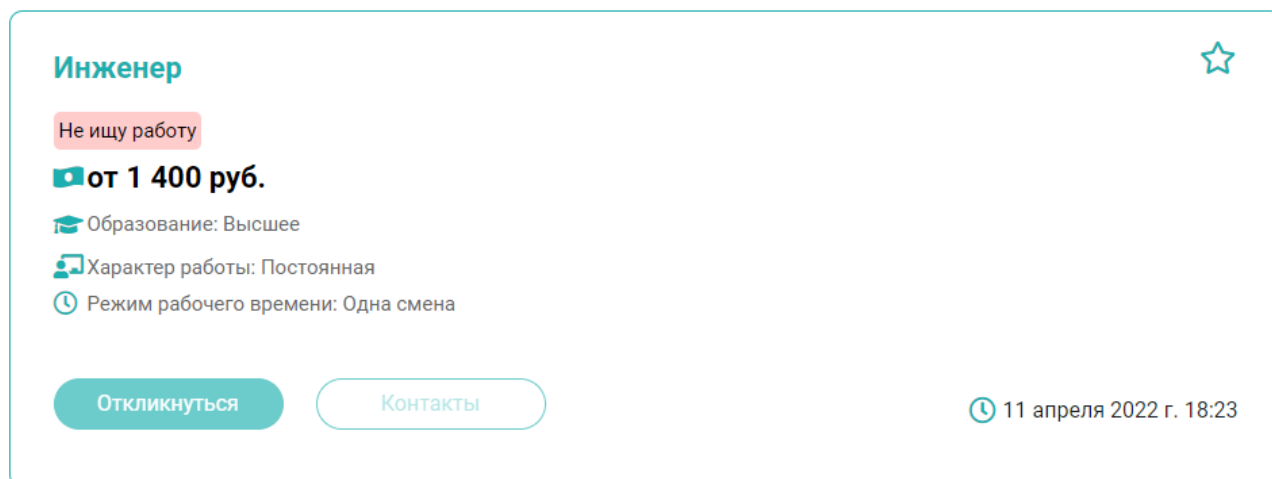 Инженер
Не ищу работу
от 1 400 руб.
Образование: Высшее
Характер работы: Постоянная
Режим рабочего времени: Одна смена
Откликнуться
Контакты
11 апреля 2022 г. 18:23